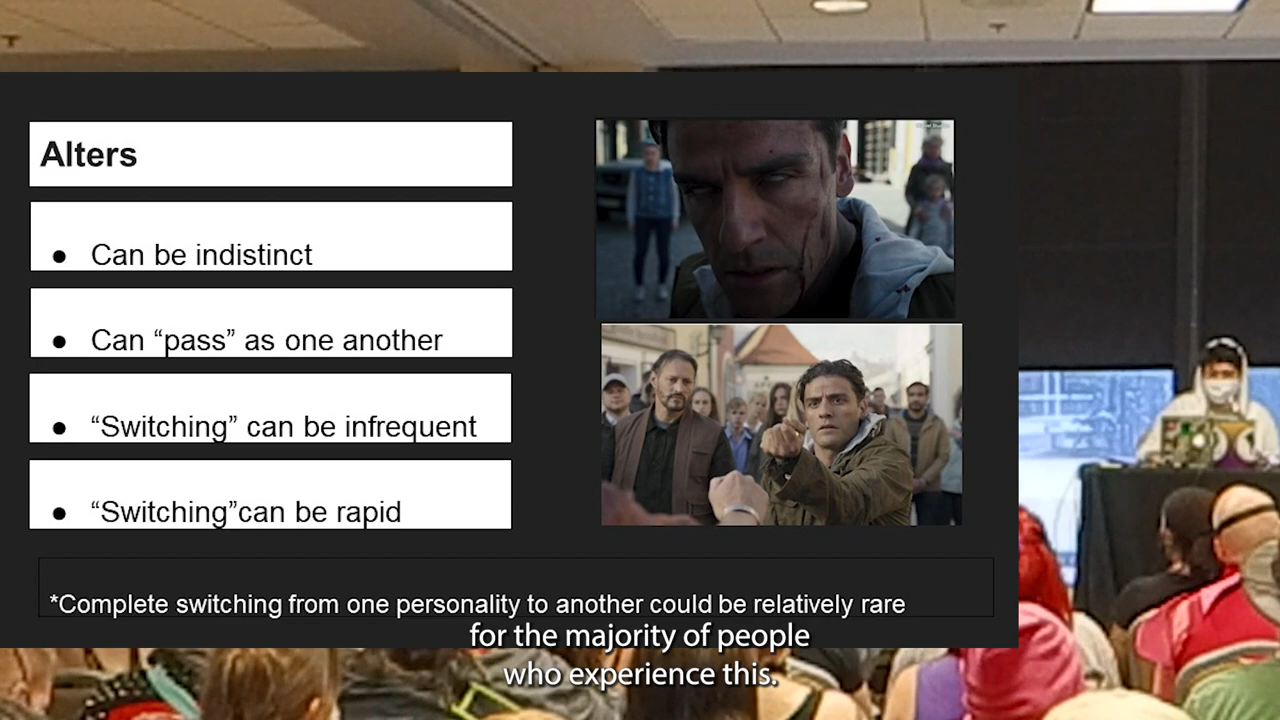 Alters
● Can be indistinct
● Can “pass” as one another
● “Switching” can be infrequent
● “Switching”can be rapid
*Complete switching from one personality to another could be relatively rare
for the majority of people
who experience this.